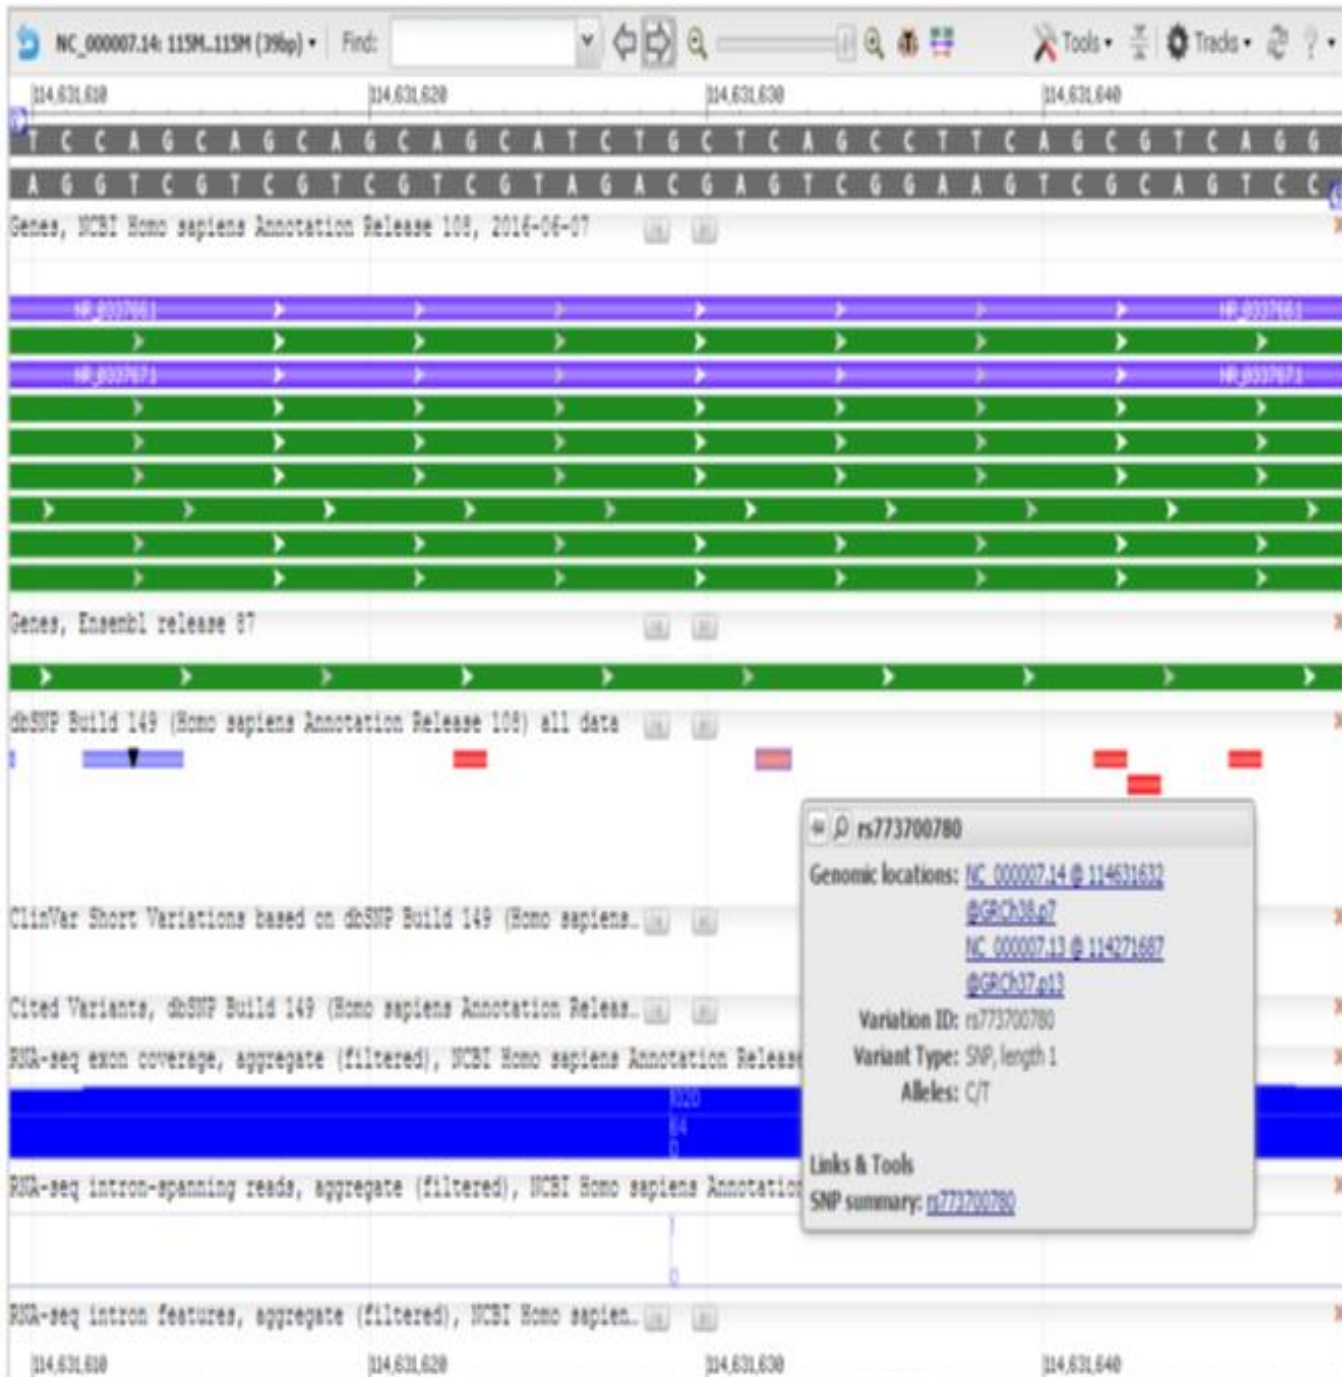 NC_000007.14: 115M..115M (39bp) Find: Tools Tracks ?
114,631,610 114,631,620 114,631,630 114,631,640
T C C A G C A G C A G C A G C A T C T G C T C A G C C T T C A G C G T C A G G
A G G T C G T C G T C G T C G T A G A C G A G T C G G A A G T C G C A G T C C
Genes, NCBI Homo sapiens Annotation Release 108, 2016-06-07
Genes, Ensembl release 87
dbSNP Build 149 (Homo sapiens Annotation Release 108) all data
rs773700780
Genomic locations: NC_000007.14 @ 114631632
@GRCh38.p7
NC_000007.13 @ 114271687
@GRCh37.p13
Variation ID: rs773700780
Variant Type: SNP, length 1
Alleles: C/T
Links & Tools
SNP summary: rs773700780
ClinVar Short Variations based on dbSNP Build 149 (Homo sapiens…
Cited Variants, dbSNP Build 149 (Homo sapiens Annotation Releas…
RNA-seq exon coverage, aggregate (filtered), NCBI Homo sapiens Annotation Release
64
0
RNA-seq intron-spanning reads, aggregate (filtered), NCBI Homo sapiens Annotation
0
RNA-seq intron features, aggregate (filtered), NCBI Homo sapien…
114,631,610 114,631,620 114,631,630 114,631,640